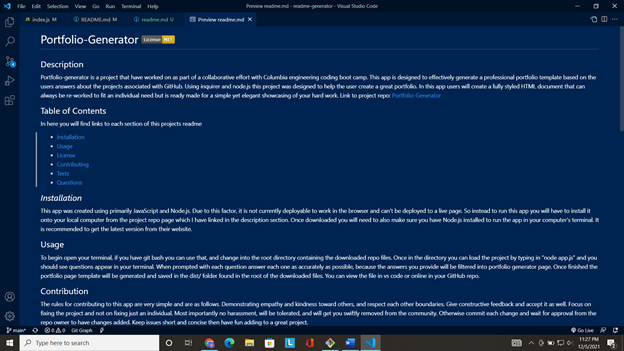 File Edit Selection View Go Run Terminal Help
Preview readme.md - readme-generator - Visual Studio Code
index.js M
README.md M
readme.md U
Preview readme.md
Portfolio-Generator License MIT
Description
Portfolio-generator is a project that have worked on as part of a collaborative effort with Columbia engineering coding boot camp. This app is designed to effectively generate a professional portfolio template based on the
users answers about the projects associated with GitHub. Using inquirer and node.js this project was designed to help the user create a great portfolio. In this app users will create a fully styled HTML document that can
always be re-worked to fit an individual need but is ready made for a simple yet elegant showcasing of your hard work. Link to project repo: Portfolio-Generator
Table of Contents
In here you will find links to each section of this projects readme
Installation
Usage
License
Contributing
Tests
Questions
Installation
This app was created using primarily JavaScript and Node.js. Due to this factor, it is not currently deployable to work in the browser and can't be deployed to a live page. So instead to run this app you will have to install it
onto your local computer from the project repo page which I have linked in the description section. Once downloaded you will need to also make sure you have Node.js installed to run the app in your computer's terminal. It
is recommended to get the latest version from their website.
Usage
To begin open your terminal, if you have git bash you can use that, and change into the root directory containing the downloaded repo files. Once in the directory you can load the project by typing in "node app.js" and you
should see questions appear in your terminal. When prompted with each question answer each one as accurately as possible, because the answers you provide will be filtered into portfolio generator page. Once finished the
portfolio page template will be generated and saved in the dist/ folder found in the root of the downloaded files. You can view the file in vs code or online in your GitHub repo.
Contribution
The rules for contributing to this app are very simple and are as follows. Demonstrating empathy and kindness toward others, and respect each other boundaries. Give constructive feedback and accept it as well. Focus on
fixing the project and not on fixing just an individual. Most importantly no harassment, will be tolerated, and will get you swiftly removed from the community. Otherwise commit each change and wait for approval from the
repo owner to have changes added. Keep issues short and concise then have fun adding to a great project.
main* 0 0 Git Graph
Go Live
Type here to search
11:27 PM
12/5/2021